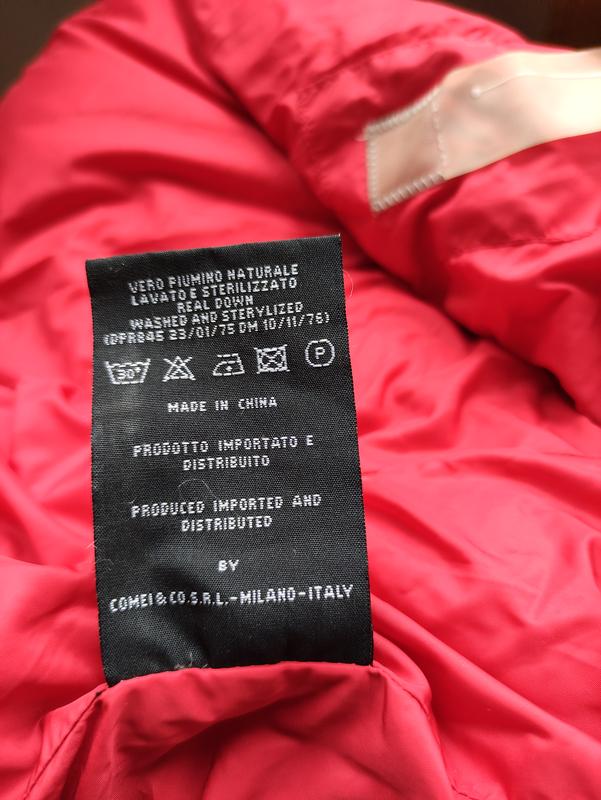 VERO PIUMINO NATURALE
LAVATO E STERILIZZATO
REAL DOWN
WASHED AND STERYLIZED
(DPR845 23/01/75 DM 10/11/76)
30° P
MADE IN CHINA
PRODOTTO IMPORTATO E
DISTRIBUITO
PRODUCED IMPORTED AND
DISTRIBUTED
BY
COMEI&CO.S.R.L.-MILANO-ITALY